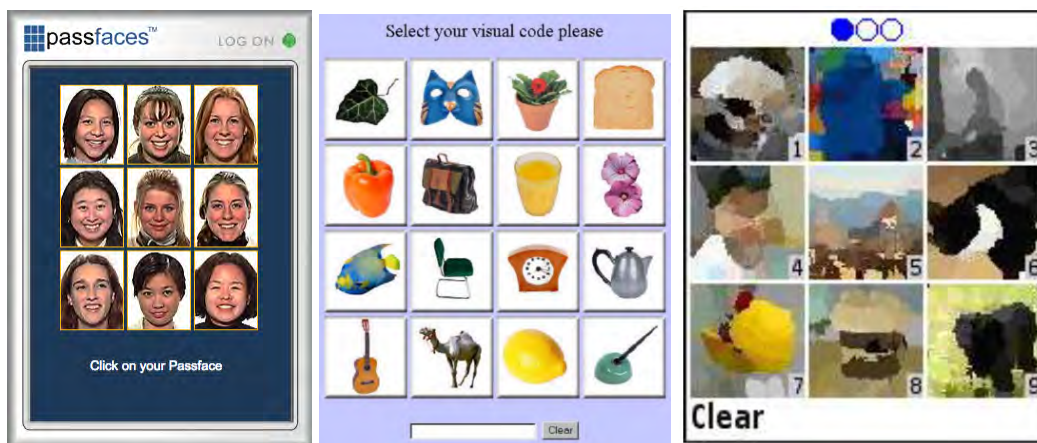 passfaces™
LOG ON
Click on your Passface
Select your visual code please
Clear
1
2
3
4
5
6
7
8
9
Clear